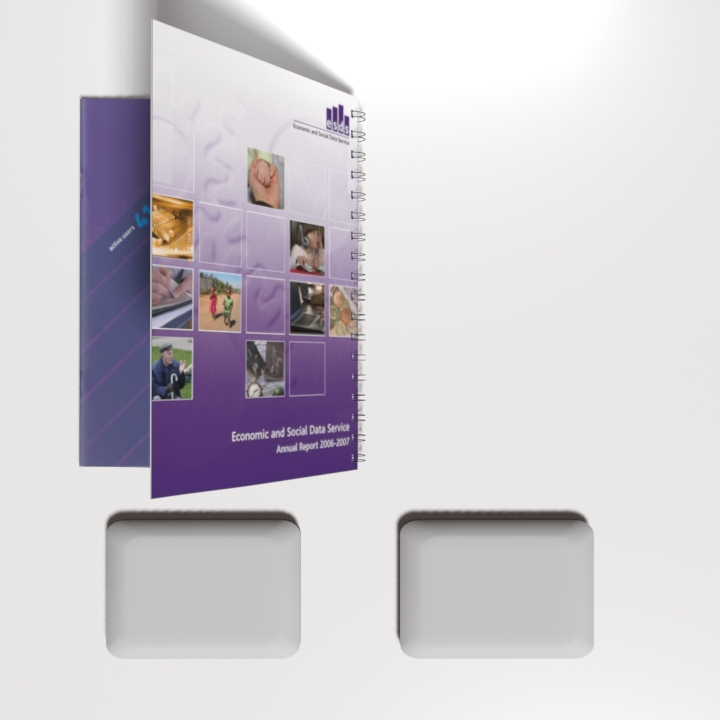 esds
Economic and Social Data Service
active users
Economic and Social Data Service
Annual Report 2006-2007